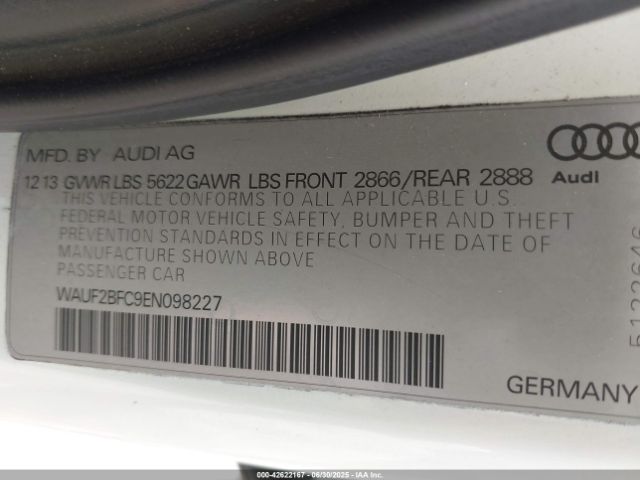 MFD. BY AUDI AG
12 13 GVWR LBS 5622 GAWR LBS FRONT 2866/REAR 2888
THIS VEHICLE CONFORMS TO ALL APPLICABLE U.S.
FEDERAL MOTOR VEHICLE SAFETY, BUMPER AND THEFT
PREVENTION STANDARDS IN EFFECT ON THE DATE OF
MANUFACTURE SHOWN ABOVE
PASSENGER CAR
WAUF2BFC9EN098227
Audi
5122646
GERMANY
000-42622167 - 06/30/2025 - IAA Inc.